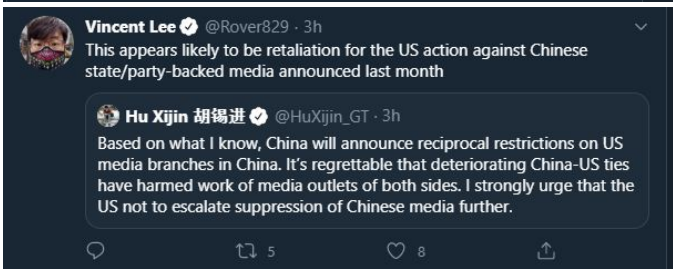 Vincent Lee @Rover829 · 3h
This appears likely to be retaliation for the US action against Chinese
state/party-backed media announced last month
Hu Xijin 胡锡进 @HuXijin_GT · 3h
Based on what I know, China will announce reciprocal restrictions on US
media branches in China. It's regrettable that deteriorating China-US ties
have harmed work of media outlets of both sides. I strongly urge that the
US not to escalate suppression of Chinese media further.
5 8